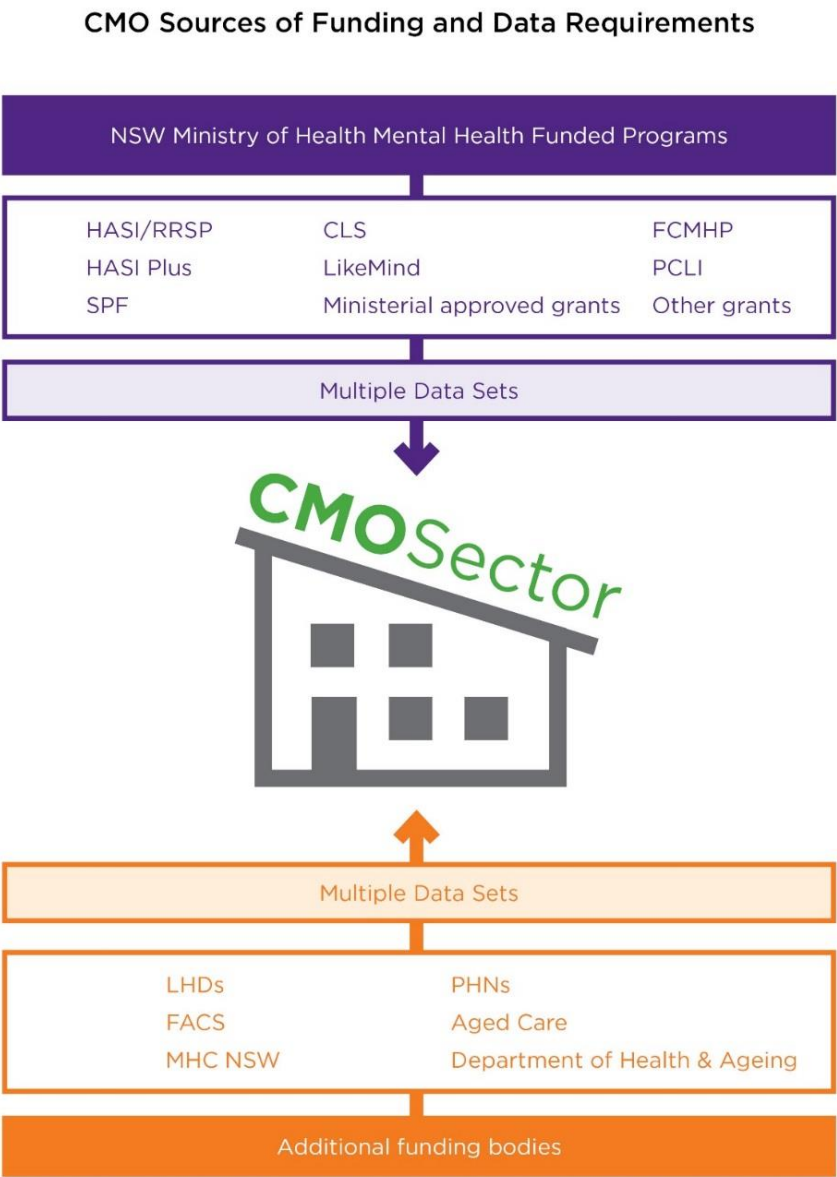 CMO Sources of Funding and Data Requirements
NSW Ministry of Health Mental Health Funded Programs
HASI/RRSP CLS FCMHP
HASI Plus LikeMind PCLI
SPF Ministerial approved grants Other grants
Multiple Data Sets
CMOSector
Multiple Data Sets
LHDs PHNs
FACS Aged Care
MHC NSW Department of Health & Ageing
Additional funding bodies